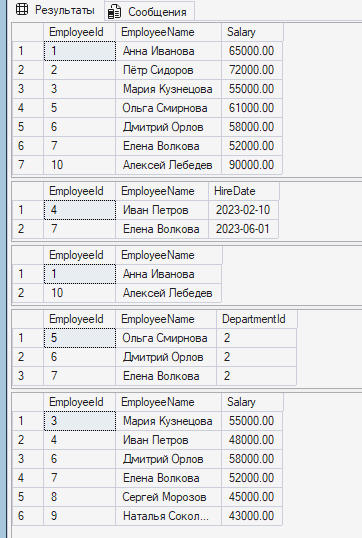 Результаты Сообщения
EmployeeId EmployeeName Salary
1 1 Анна Иванова 65000.00
2 2 Пётр Сидоров 72000.00
3 3 Мария Кузнецова 55000.00
4 5 Ольга Смирнова 61000.00
5 6 Дмитрий Орлов 58000.00
6 7 Елена Волкова 52000.00
7 10 Алексей Лебедев 90000.00
EmployeeId EmployeeName HireDate
1 4 Иван Петров 2023-02-10
2 7 Елена Волкова 2023-06-01
EmployeeId EmployeeName
1 1 Анна Иванова
2 10 Алексей Лебедев
EmployeeId EmployeeName DepartmentId
1 5 Ольга Смирнова 2
2 6 Дмитрий Орлов 2
3 7 Елена Волкова 2
EmployeeId EmployeeName Salary
1 3 Мария Кузнецова 55000.00
2 4 Иван Петров 48000.00
3 6 Дмитрий Орлов 58000.00
4 7 Елена Волкова 52000.00
5 8 Сергей Морозов 45000.00
6 9 Наталья Сокол... 43000.00